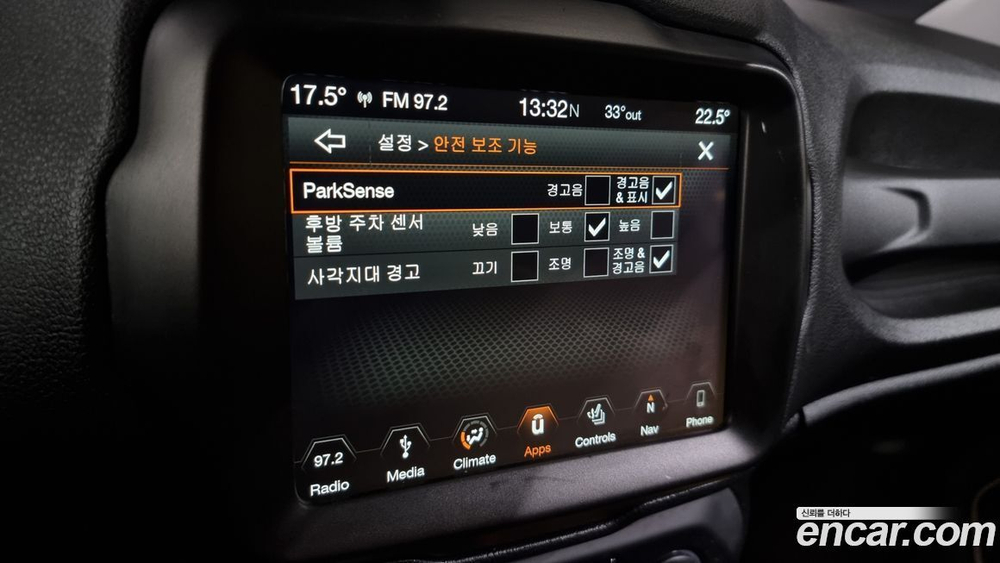 17.5° FM 97.2 13:32N 33°out 22.5°
설정 > 안전 보조 기능 X
ParkSense 경고음 경고음
& 표시
후방 주차 센서
볼륨 낮음 보통 높음
사각지대 경고 끄기 조명 조명 &
경고음
97.2 N
Radio Media Climate Apps Controls Nav Phone
신뢰를 더하다
encar.com